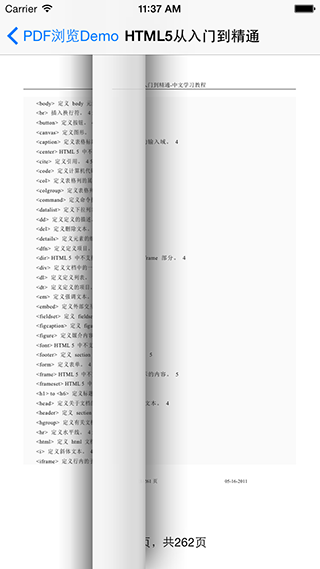 Carrier 11:37 AM
PDF浏览Demo HTML5从入门到精通
门到精通-中文学习教程
<body> 定义 body 元
<br> 插入换行符。 4
<button> 定义按钮。
<canvas> 定义图形。
<caption> 定义表格标 输入域。 4
<center> HTML 5 中不
<cite> 定义引用。 4 5
<code> 定义计算机代
<col> 定义表格列的
<colgroup> 定义表格
<command> 定义命令
<datalist> 定义下拉列
<dd> 定义定义的描述
<del> 定义删除文本。
<details> 定义元素的
<dfn> 定义定义项目。
<dir> HTML 5 中不支 name 部分。 4
<div> 定义文档中的一
<dl> 定义定义列表。
<dt> 定义定义的项目。
<em> 定义强调文本。
<embed> 定义外部交
<fieldset> 定义 fieldse
<figcaption> 定义 figu
<figure> 定义媒介内容
<font> HTML 5 中不支
<footer> 定义 section 5
<form> 定义表单。 4
<frame> HTML 5 中不 的内容。 5
<frameset> HTML 5 中
<h1> to <h6> 定义标题
<head> 定义关于文档 文本。 4
<header> 定义 section
<hgroup> 定义有关文
<hr> 定义水平线。 4
<html> 定义 html 文
<i> 定义斜体文本。 4
<iframe> 定义行内的
261 页 05-16-2011
页，共262页